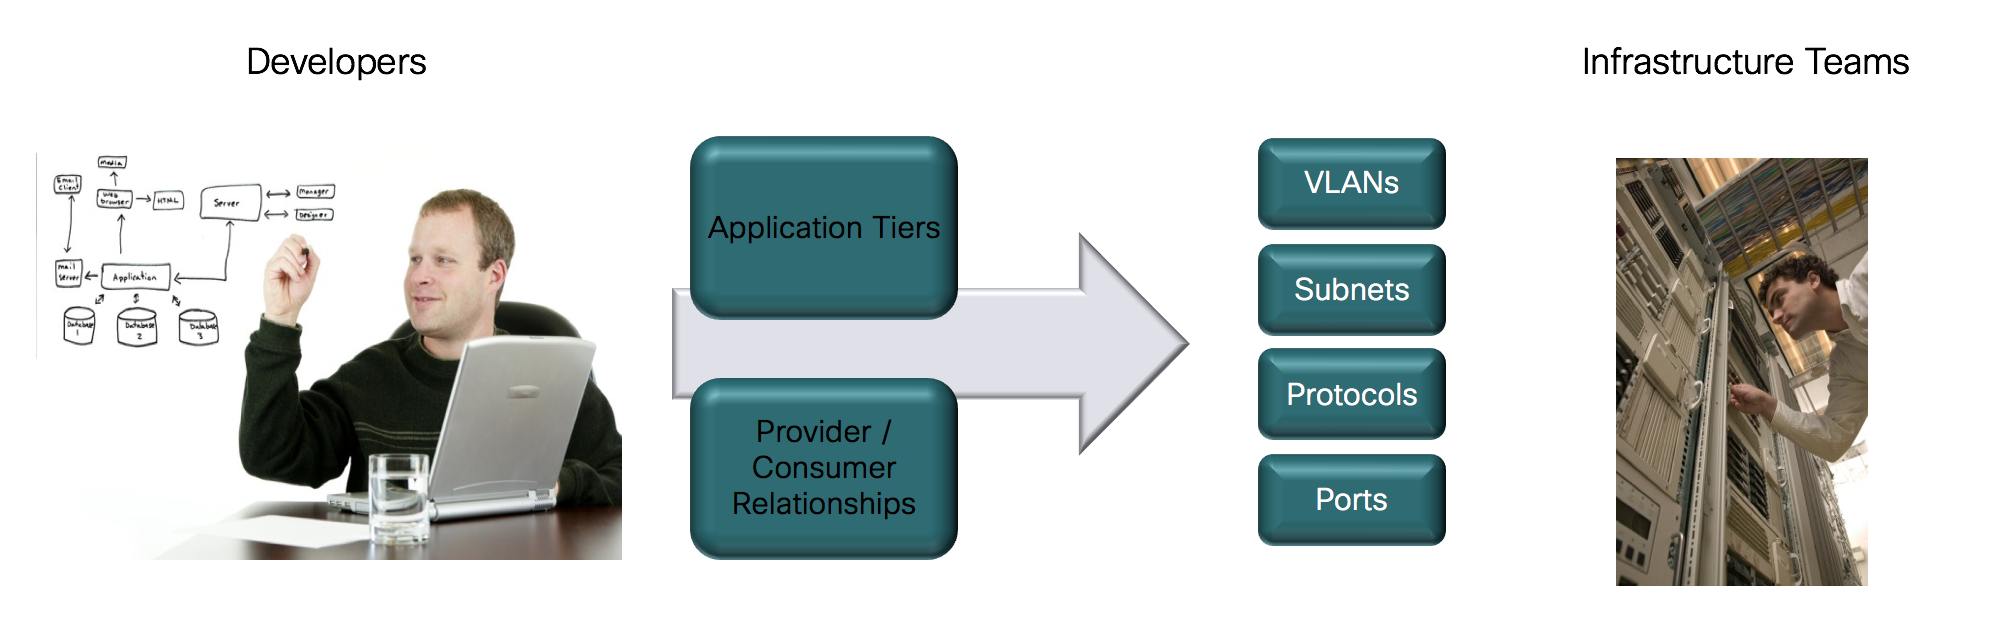 Developers
Infrastructure Teams
Media
Email
Client
Web
browser
HTML
Server
Manager
Designer
Mail
Server
Application
Database
1
Database
2
Database
3
Application Tiers
Provider /
Consumer
Relationships
VLANs
Subnets
Protocols
Ports